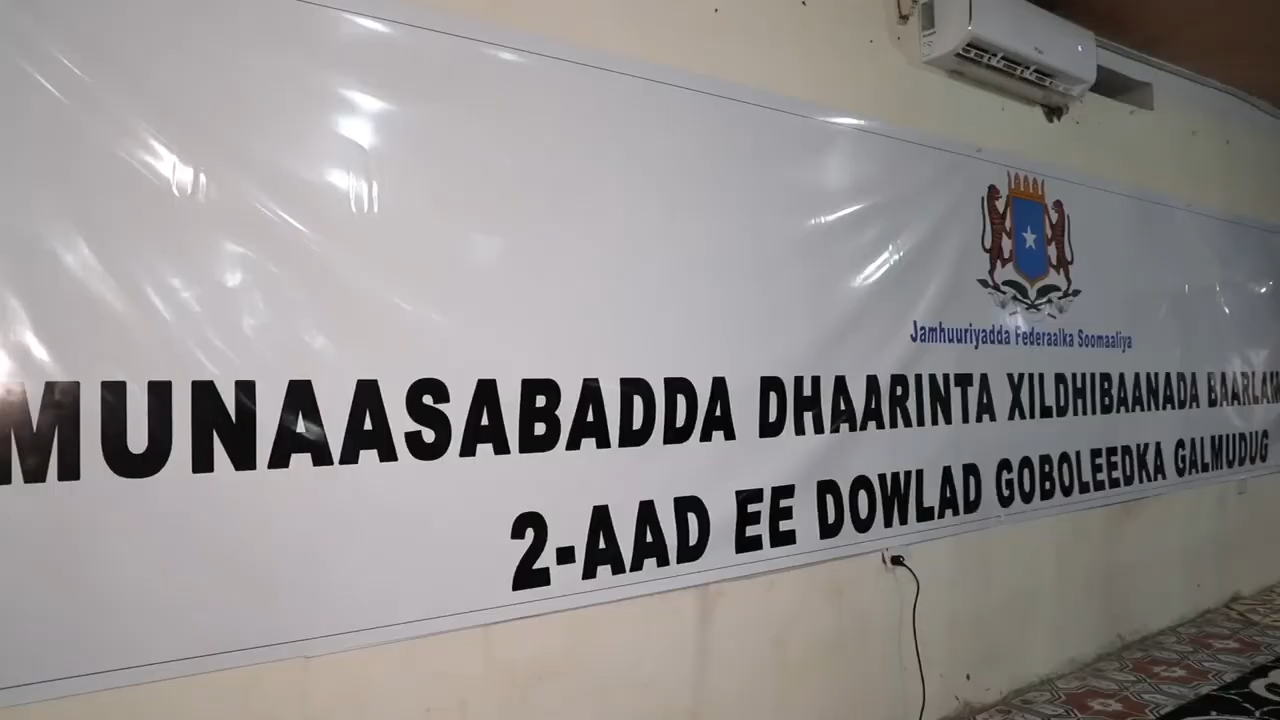 Jamhuuriyadda Federaalka Soomaaliya
MUNAASABADDA DHAARINTA XILDHIBAANADA
2-AAD EE DOWLAD GOBOLEEDKA GALMUDUG